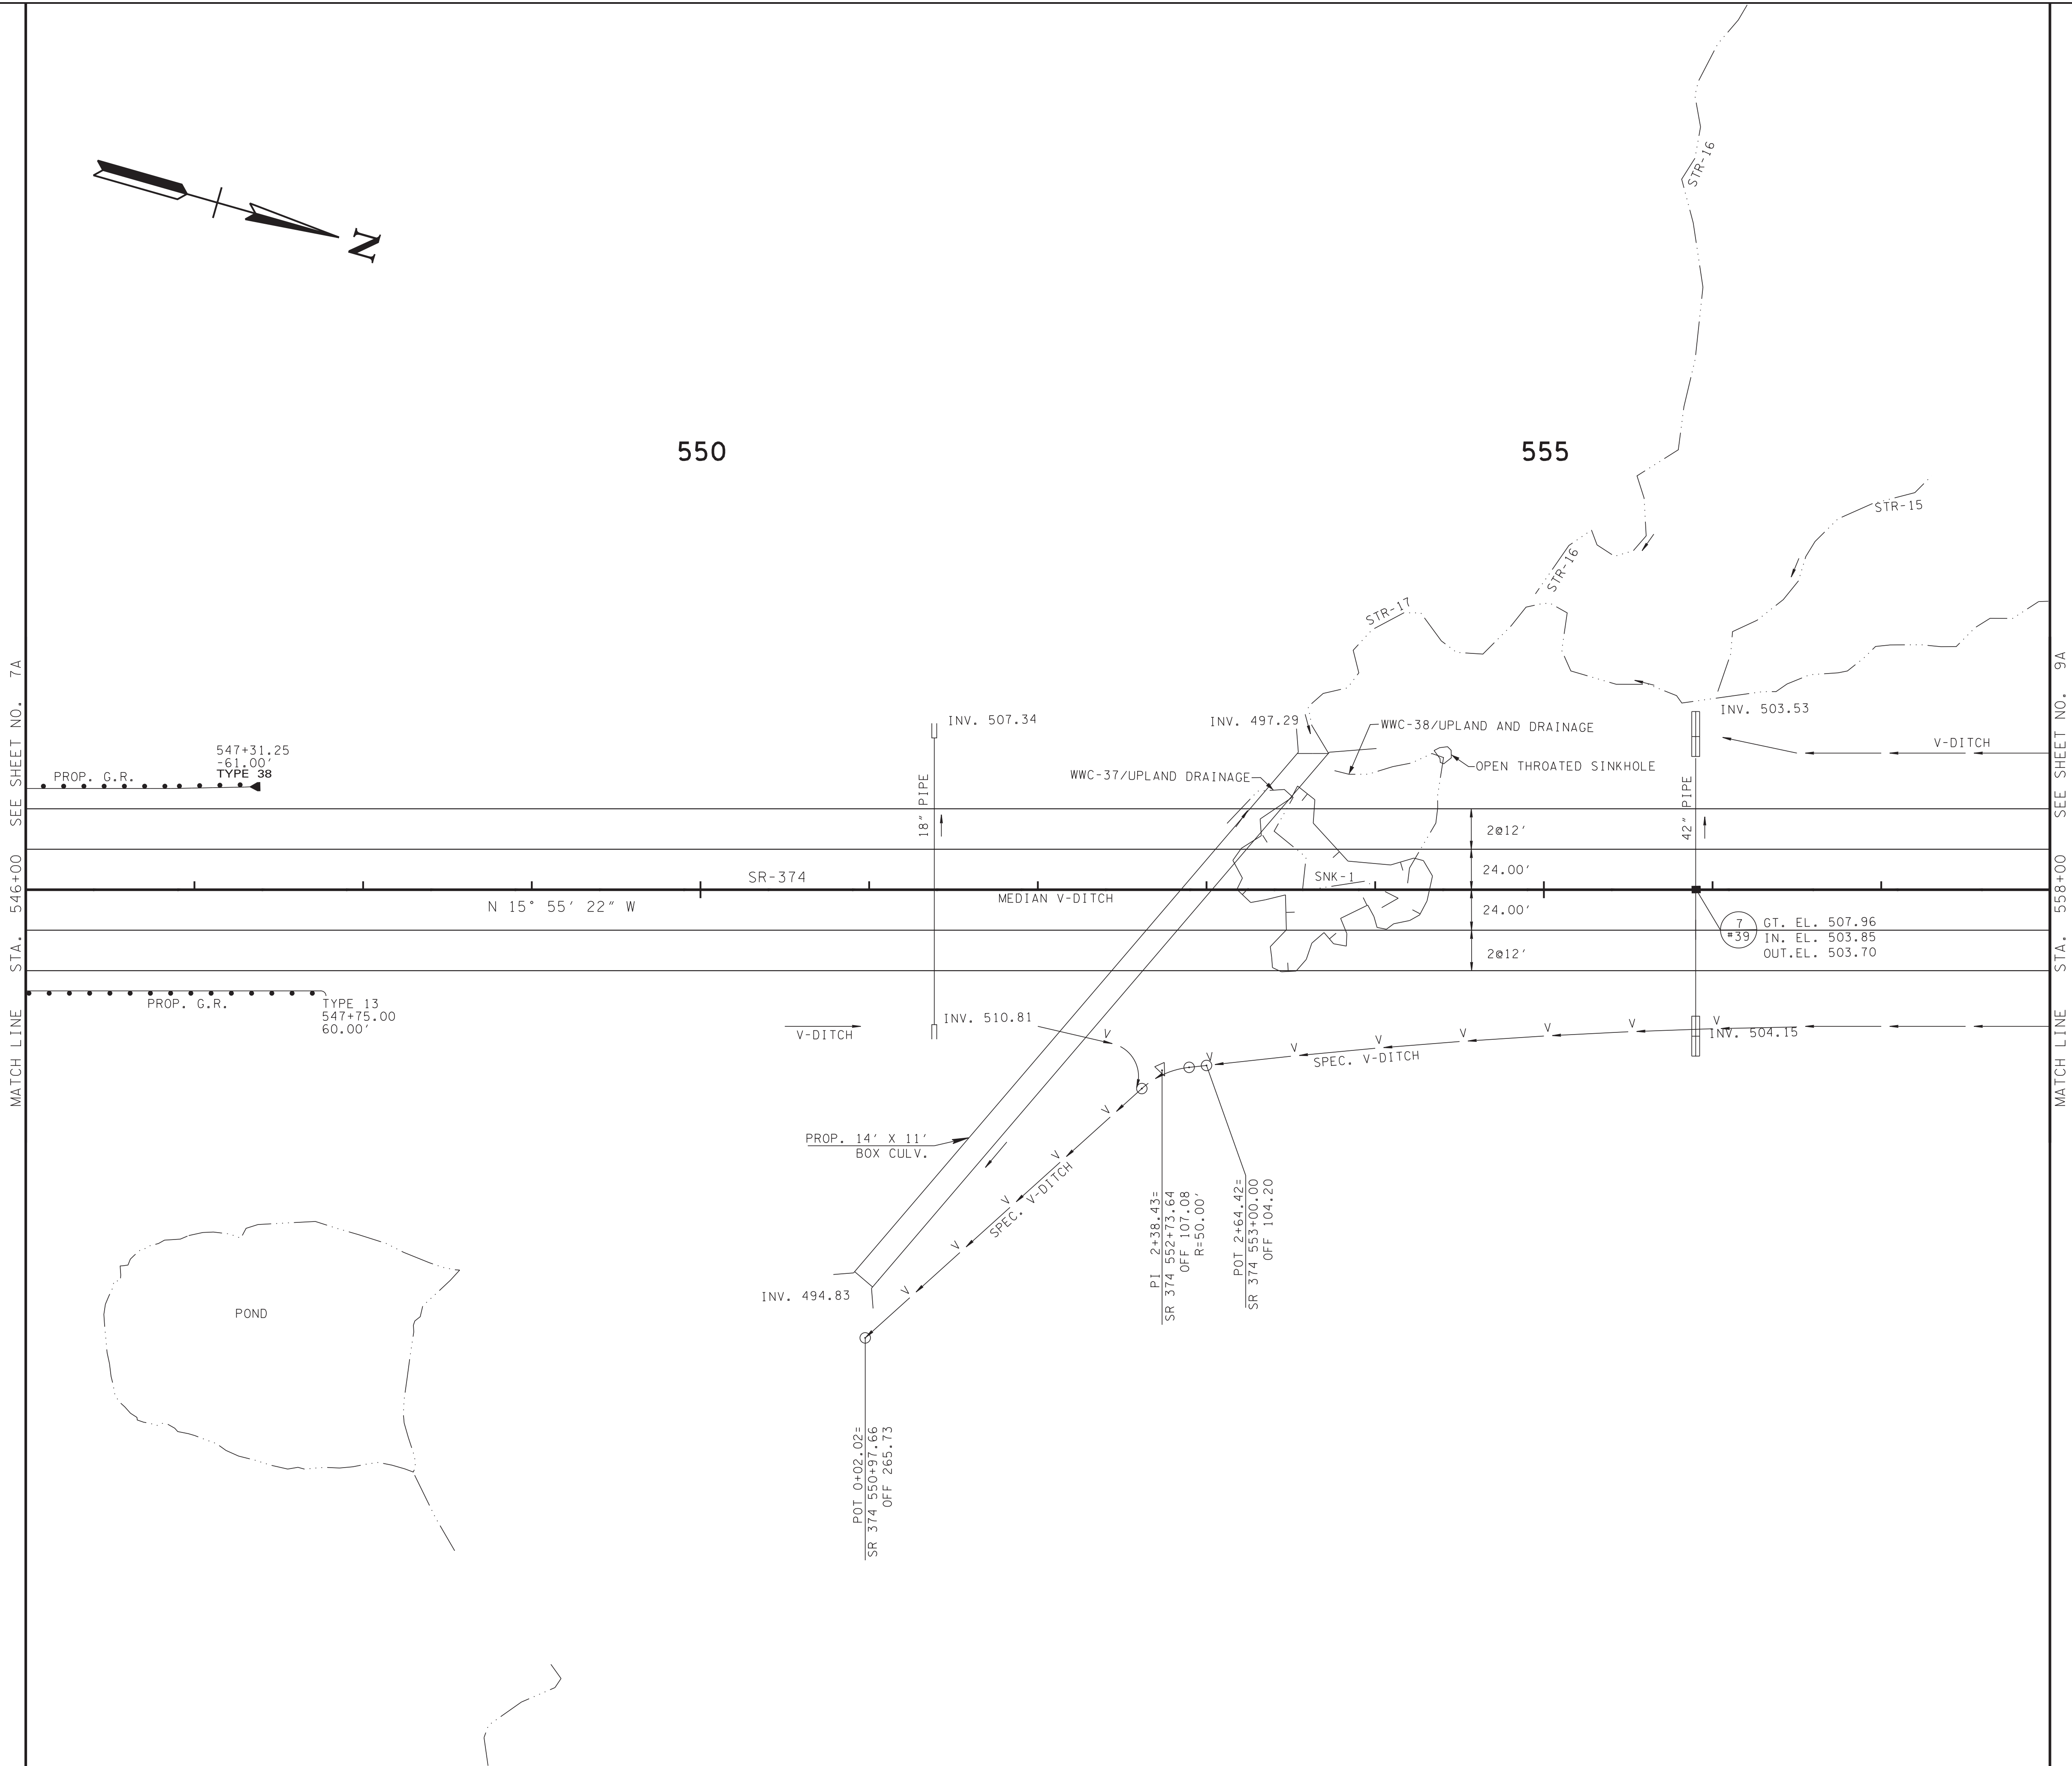 STR-16
N
550
555
STR-15
STR-16
STR-17
INV. 503.53
INV. 507.34
INV. 497.29
WWC-38/UPLAND AND DRAINAGE
V-DITCH
547+31.25
-61.00'
TYPE 38
PROP. G.R.
WWC-37/UPLAND DRAINAGE
OPEN THROATED SINKHOLE
18" PIPE
42" PIPE
2@12'
24.00'
SR-374
SNK-1
MEDIAN V-DITCH
N 15° 55' 22" W
24.00'
7
#39
GT. EL. 507.96
IN. EL. 503.85
OUT.EL. 503.70
2@12'
PROP. G.R.
TYPE 13
547+75.00
60.00'
V-DITCH
INV. 510.81
V
V
V
V
V
V
V
V
INV. 504.15
SPEC. V-DITCH
V
V
V
V
V
SPEC. V-DITCH
PROP. 14' X 11'
BOX CULV.
INV. 494.83
POND
PI 2+38.43=
SR 374 552+73.64
OFF 107.08
R=50.00'
POT 2+64.42=
SR 374 553+00.00
OFF 104.20
POT 0+02.02=
SR 374 550+97.66
OFF 265.73
MATCH LINE STA. 546+00 SEE SHEET NO. 7A
MATCH LINE STA. 558+00 SEE SHEET NO. 9A